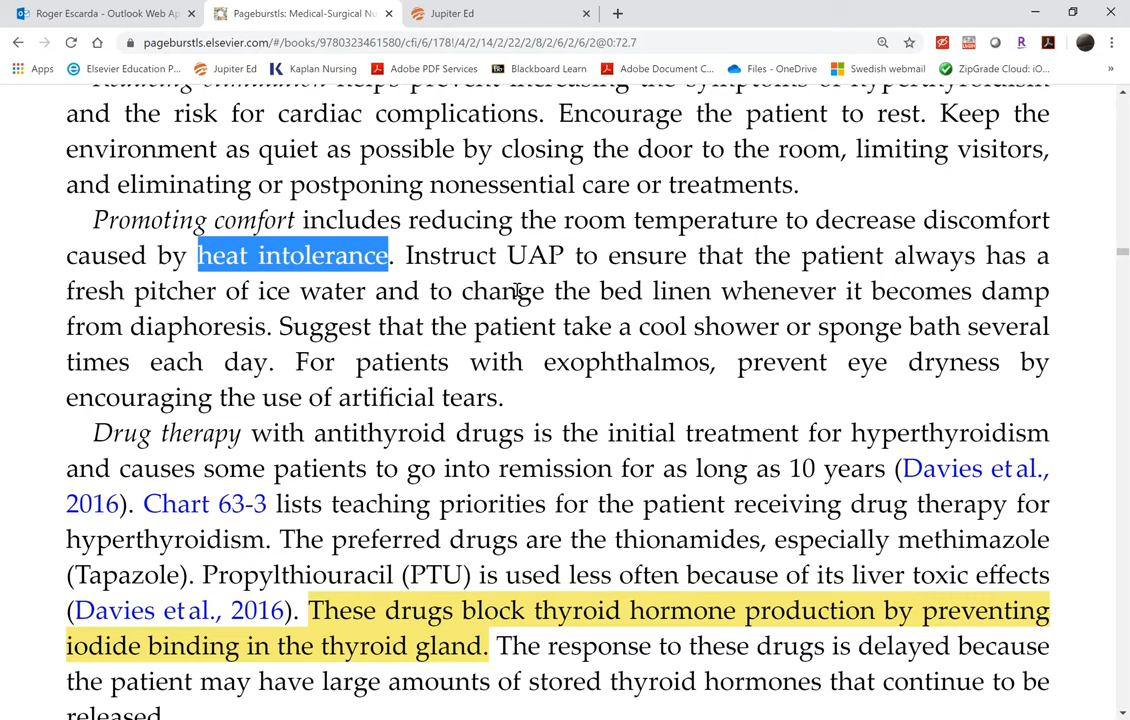 Roger Escarda - Outlook Web Ap
Pageburstls: Medical-Surgical Nu
Jupiter Ed
pageburstls.elsevier.com/#/books/9780323461580/cfi/6/178!/4/2/14/2/22/2/8/2/6/2/6/2@0:72.7
Apps
Elsevier Education P...
Jupiter Ed
Kaplan Nursing
Adobe PDF Services
Blackboard Learn
Adobe Document C...
Files - OneDrive
Swedish webmail
ZipGrade Cloud: iO...
»
Reducing stimulation helps prevent increasing the symptoms of hyperthyroidism
and the risk for cardiac complications. Encourage the patient to rest. Keep the
environment as quiet as possible by closing the door to the room, limiting visitors,
and eliminating or postponing nonessential care or treatments.
Promoting comfort includes reducing the room temperature to decrease discomfort
caused by heat intolerance. Instruct UAP to ensure that the patient always has a
fresh pitcher of ice water and to change the bed linen whenever it becomes damp
from diaphoresis. Suggest that the patient take a cool shower or sponge bath several
times each day. For patients with exophthalmos, prevent eye dryness by
encouraging the use of artificial tears.
Drug therapy with antithyroid drugs is the initial treatment for hyperthyroidism
and causes some patients to go into remission for as long as 10 years (Davies et al.,
2016). Chart 63-3 lists teaching priorities for the patient receiving drug therapy for
hyperthyroidism. The preferred drugs are the thionamides, especially methimazole
(Tapazole). Propylthiouracil (PTU) is used less often because of its liver toxic effects
(Davies et al., 2016). These drugs block thyroid hormone production by preventing
iodide binding in the thyroid gland. The response to these drugs is delayed because
the patient may have large amounts of stored thyroid hormones that continue to be
released.